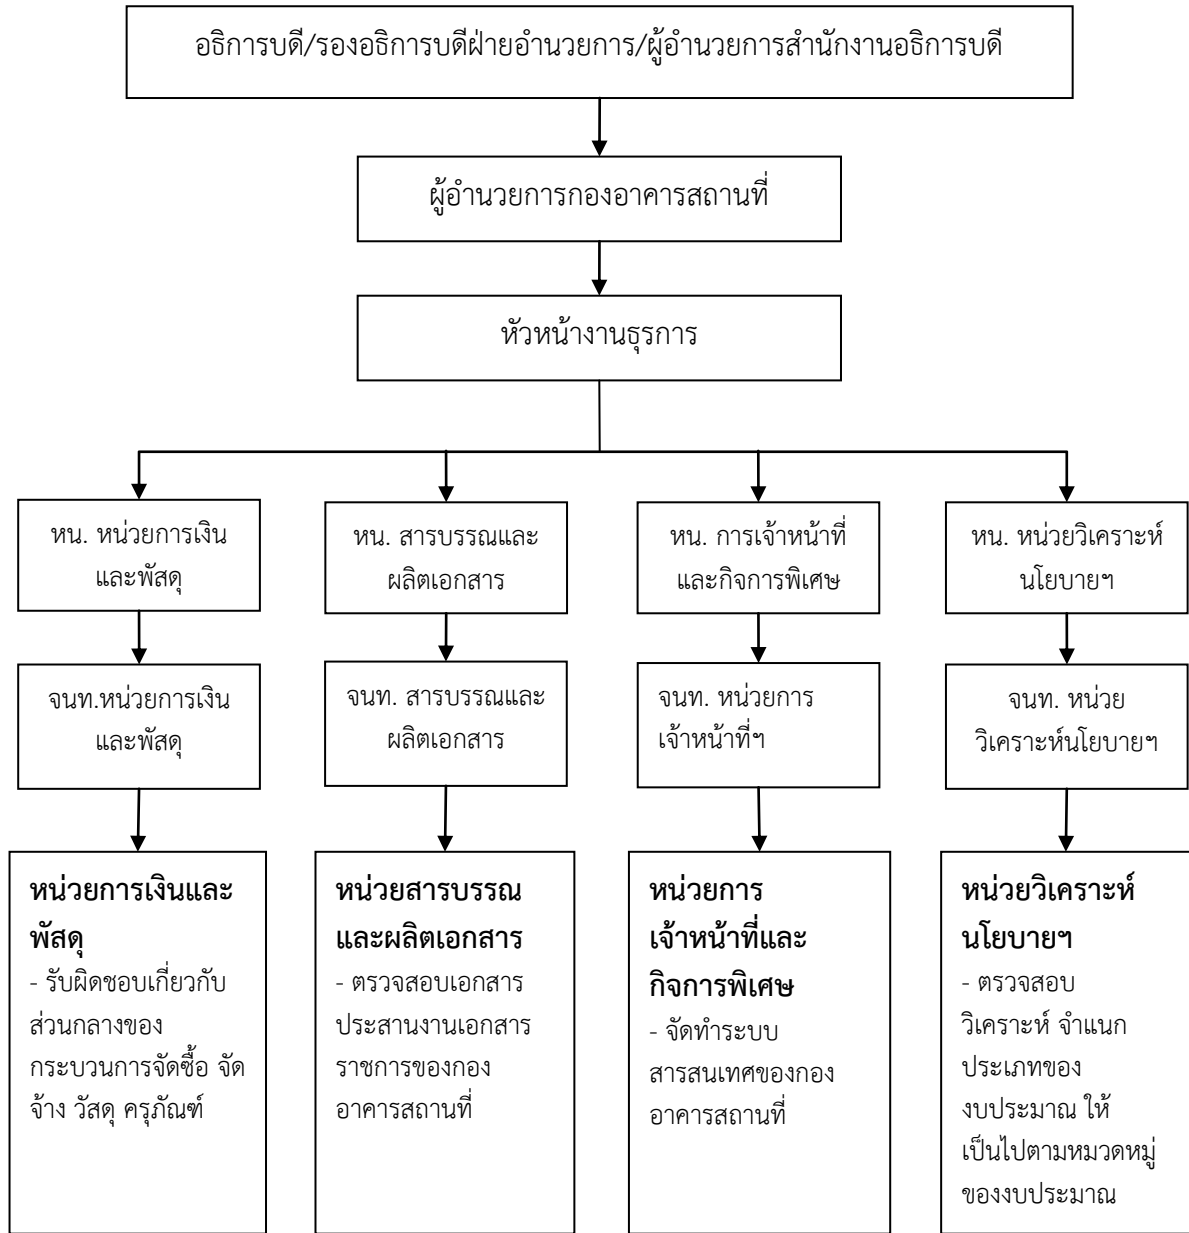 อธิการบดี/รองอธิการบดีฝ่ายอำนวยการ/ผู้อำนวยการสำนักงานอธิการบดี
ผู้อำนวยการกองอาคารสถานที่
หัวหน้างานธุรการ
หน. หน่วยการเงิน
และพัสดุ
หน. สารบรรณและ
ผลิตเอกสาร
หน. การเจ้าหน้าที่
และกิจการพิเศษ
หน. หน่วยวิเคราะห์
นโยบายฯ
จนท.หน่วยการเงิน
และพัสดุ
จนท. สารบรรณและ
ผลิตเอกสาร
จนท. หน่วยการ
เจ้าหน้าที่ฯ
จนท. หน่วย
วิเคราะห์นโยบายฯ
หน่วยการเงินและ
พัสดุ
- รับผิดชอบเกี่ยวกับ
ส่วนกลางของ
กระบวนการจัดซื้อ จัด
จ้าง วัสดุ ครุภัณฑ์
หน่วยสารบรรณ
และผลิตเอกสาร
- ตรวจสอบเอกสาร
ประสานงานเอกสาร
ราชการของกอง
อาคารสถานที่
หน่วยการ
เจ้าหน้าที่และ
กิจการพิเศษ
- จัดทำระบบ
สารสนเทศของกอง
อาคารสถานที่
หน่วยวิเคราะห์
นโยบายฯ
- ตรวจสอบ
วิเคราะห์ จำแนก
ประเภทของ
งบประมาณ ให้
เป็นไปตามหมวดหมู่
ของงบประมาณ